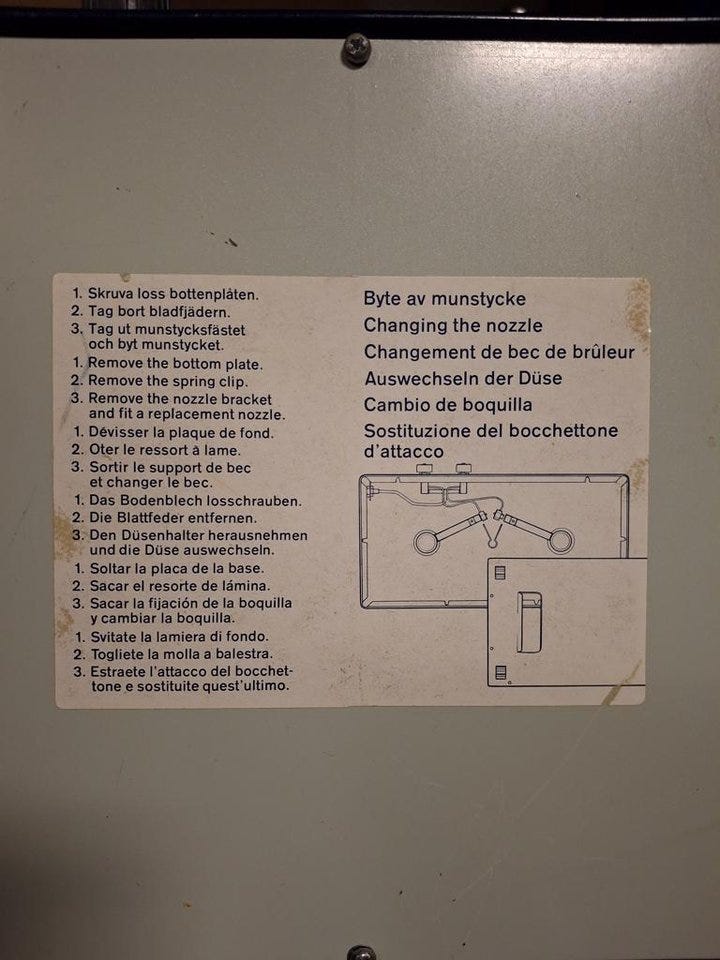 1. Skruva loss bottenplåten.
2. Tag bort bladfjädern.
3. Tag ut munstycksfästet
och byt munstycket.
1. Remove the bottom plate.
2. Remove the spring clip.
3. Remove the nozzle bracket
and fit a replacement nozzle.
1. Dévisser la plaque de fond.
2. Oter le ressort à lame.
3. Sortir le support de bec
et changer le bec.
1. Das Bodenblech losschrauben.
2. Die Blattfeder entfernen.
3. Den Düsenhalter herausnehmen
und die Düse auswechseln.
1. Soltar la placa de la base.
2. Sacar el resorte de lámina.
3. Sacar la fijación de la boquilla
y cambiar la boquilla.
1. Svitate la lamiera di fondo.
2. Togliete la molla a balestra.
3. Estraete l'attacco del bocchet-
tone e sostituite quest'ultimo.
Byte av munstycke
Changing the nozzle
Changement de bec de brûleur
Auswechseln der Düse
Cambio de boquilla
Sostituzione del bocchettone
d'attacco